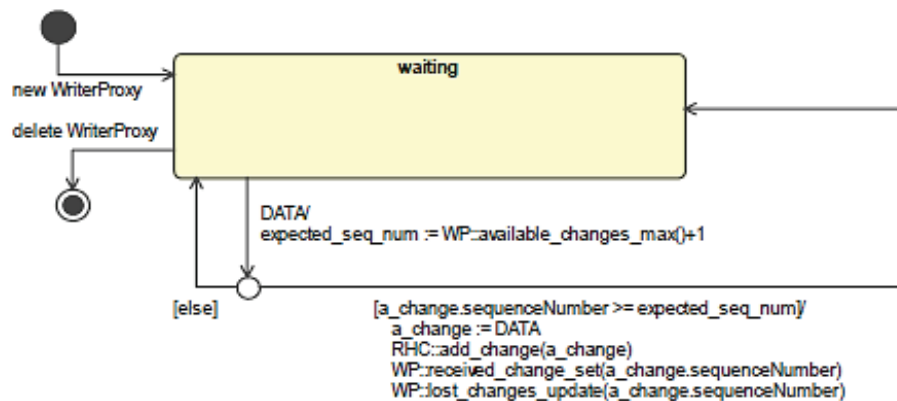 waiting
new WriterProxy
delete WriterProxy
DATA/
expected_seq_num := WP::available_changes_max()+1
[else]
[a_change.sequenceNumber >= expected_seq_num]/
a_change := DATA
RHC::add_change(a_change)
WP::received_change_set(a_change.sequenceNumber)
WP::lost_changes_update(a_change.sequenceNumber)